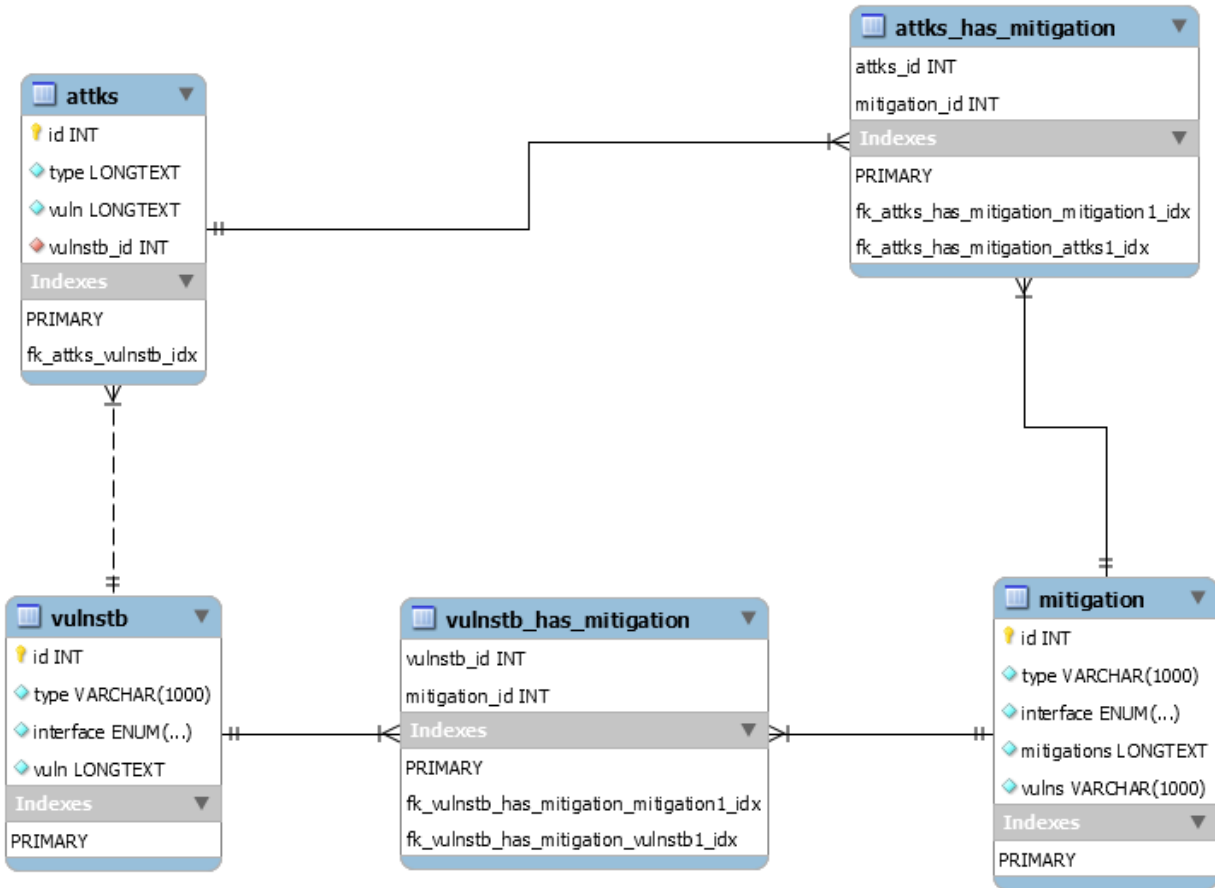 attks
id INT
type LONGTEXT
vuln LONGTEXT
vulnstb_id INT
Indexes
PRIMARY
fk_attks_vulnstb_idx
attks_has_mitigation
attks_id INT
mitigation_id INT
Indexes
PRIMARY
fk_attks_has_mitigation_mitigation1_idx
fk_attks_has_mitigation_attks1_idx
vulnstb
id INT
type VARCHAR(1000)
interface ENUM(...)
vuln LONGTEXT
Indexes
PRIMARY
vulnstb_has_mitigation
vulnstb_id INT
mitigation_id INT
Indexes
PRIMARY
fk_vulnstb_has_mitigation_mitigation1_idx
fk_vulnstb_has_mitigation_vulnstb1_idx
mitigation
id INT
type VARCHAR(1000)
interface ENUM(...)
mitigations LONGTEXT
vulns VARCHAR(1000)
Indexes
PRIMARY